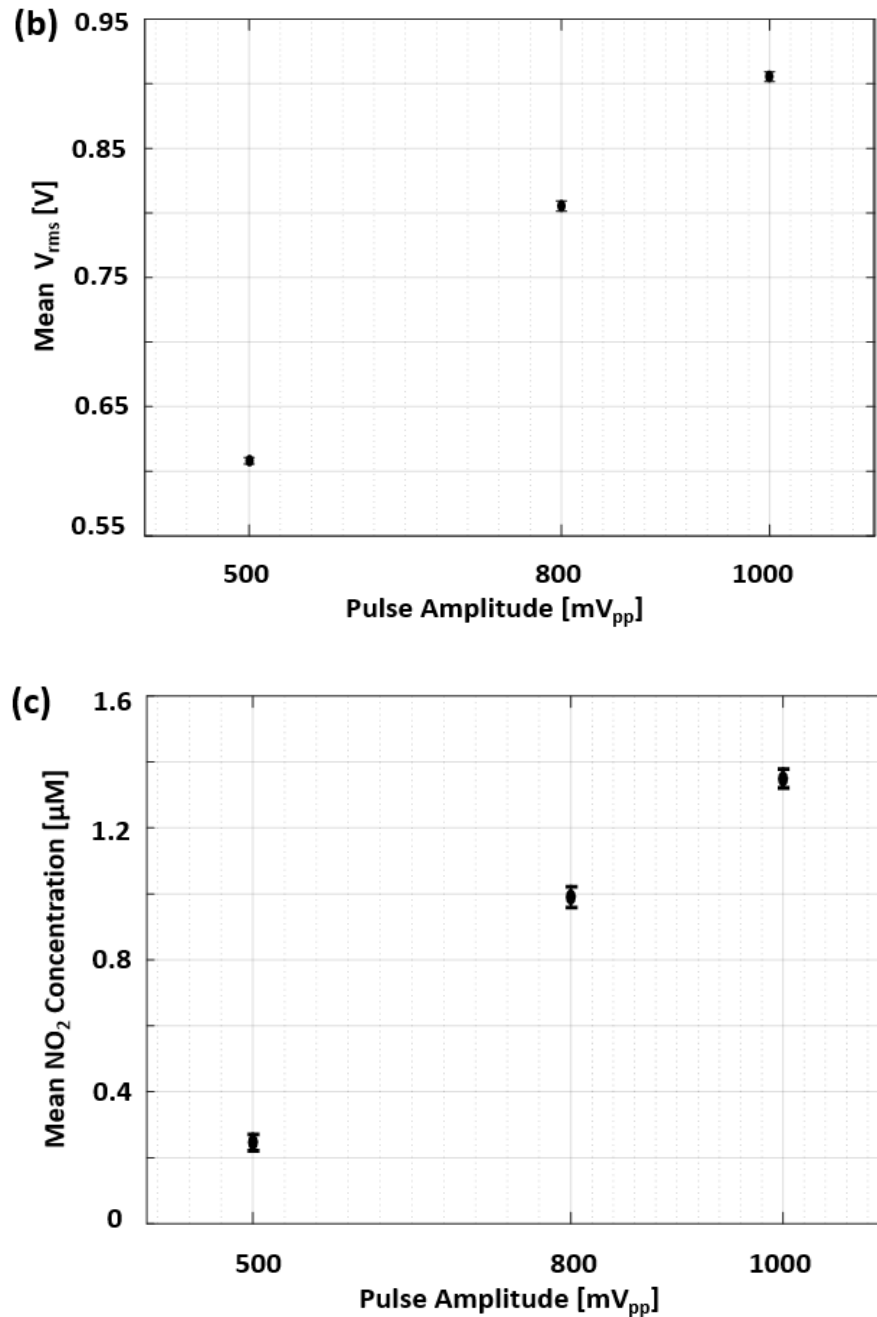 (b)
0.95
0.85
0.75
0.65
0.55
Mean Vrms [V]
500 800 1000
Pulse Amplitude [mVpp]
(c)
1.6
1.2
0.8
0.4
0
Mean NO2 Concentration [µM]
500 800 1000
Pulse Amplitude [mVpp]